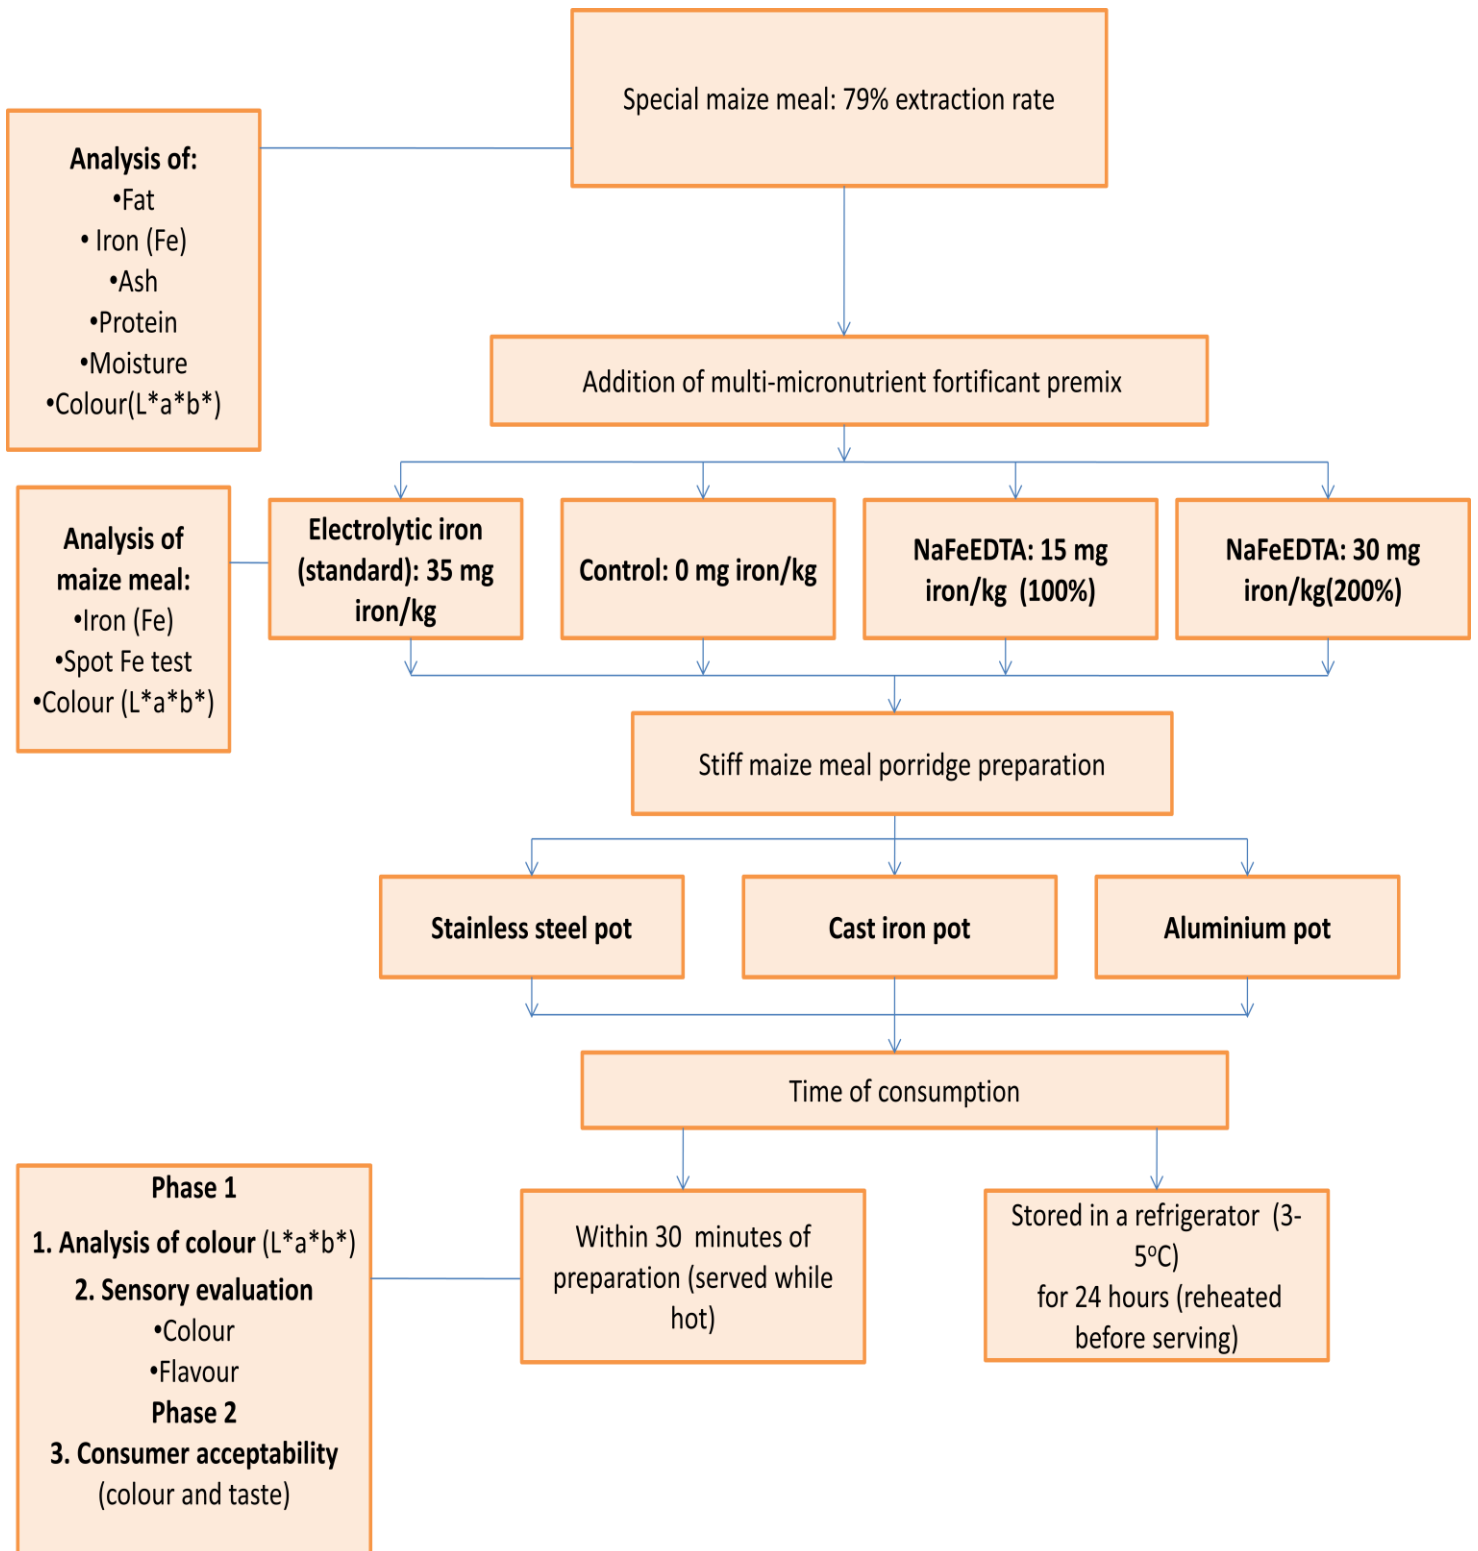 Special maize meal: 79% extraction rate
Analysis of:
•Fat
• Iron (Fe)
•Ash
•Protein
•Moisture
•Colour(L*a*b*)
Addition of multi-micronutrient fortificant premix
Analysis of
maize meal:
•Iron (Fe)
•Spot Fe test
•Colour (L*a*b*)
Electrolytic iron
(standard): 35 mg
iron/kg
Control: 0 mg iron/kg
NaFeEDTA: 15 mg
iron/kg (100%)
NaFeEDTA: 30 mg
iron/kg(200%)
Stiff maize meal porridge preparation
Stainless steel pot
Cast iron pot
Aluminium pot
Time of consumption
Phase 1
1. Analysis of colour (L*a*b*)
2. Sensory evaluation
•Colour
•Flavour
Phase 2
3. Consumer acceptability
(colour and taste)
Within 30 minutes of
preparation (served while
hot)
Stored in a refrigerator (3-
5°C)
for 24 hours (reheated
before serving)